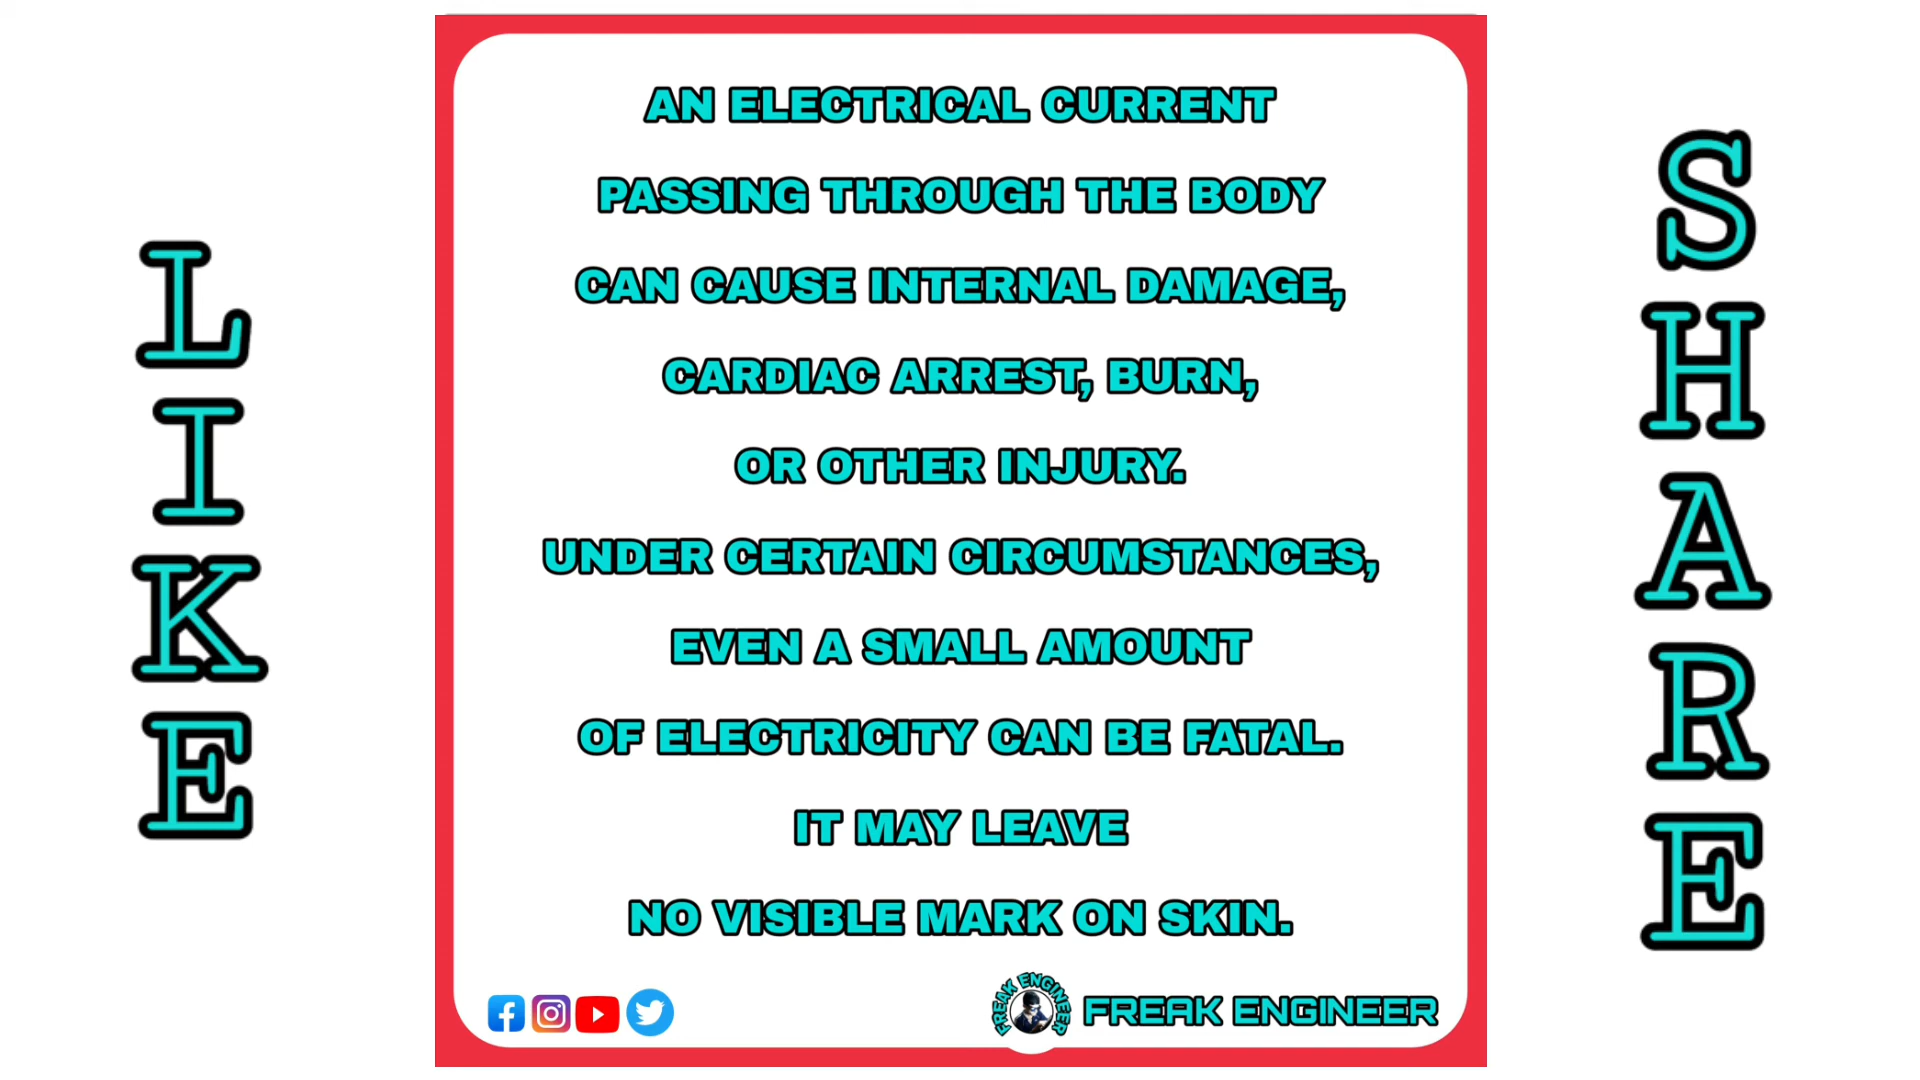 LIKE
AN ELECTRICAL CURRENT
PASSING THROUGH THE BODY
CAN CAUSE INTERNAL DAMAGE,
CARDIAC ARREST, BURN,
OR OTHER INJURY.
UNDER CERTAIN CIRCUMSTANCES,
EVEN A SMALL AMOUNT
OF ELECTRICITY CAN BE FATAL.
IT MAY LEAVE
NO VISIBLE MARK ON SKIN.
FREAK ENGINEER
FREAK ENGINEER
SHARE